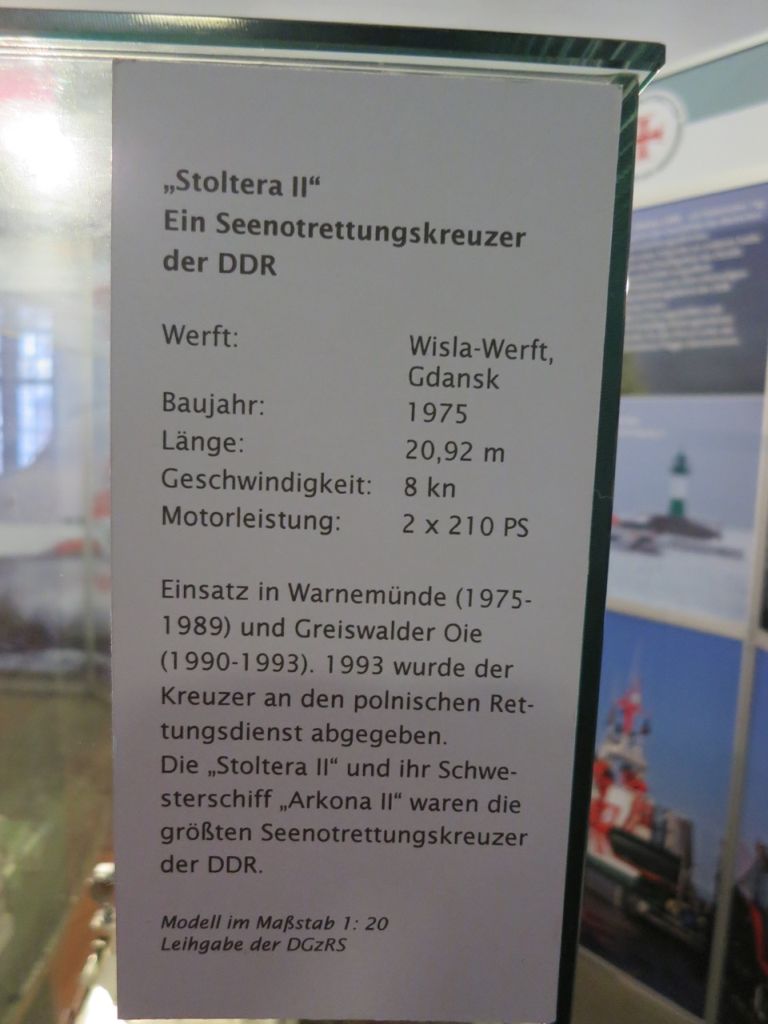 „Stoltera II“
Ein Seenotrettungskreuzer
der DDR
Werft: Wisla-Werft,
Gdansk
Baujahr: 1975
Länge: 20,92 m
Geschwindigkeit: 8 kn
Motorleistung: 2 x 210 PS
Einsatz in Warnemünde (1975-
1989) und Greiswalder Oie
(1990-1993). 1993 wurde der
Kreuzer an den polnischen Ret-
tungsdienst abgegeben.
Die „Stoltera II“ und ihr Schwe-
sterschiff „Arkona II“ waren die
größten Seenotrettungskreuzer
der DDR.
Modell im Maßstab 1: 20
Leihgabe der DGzRS